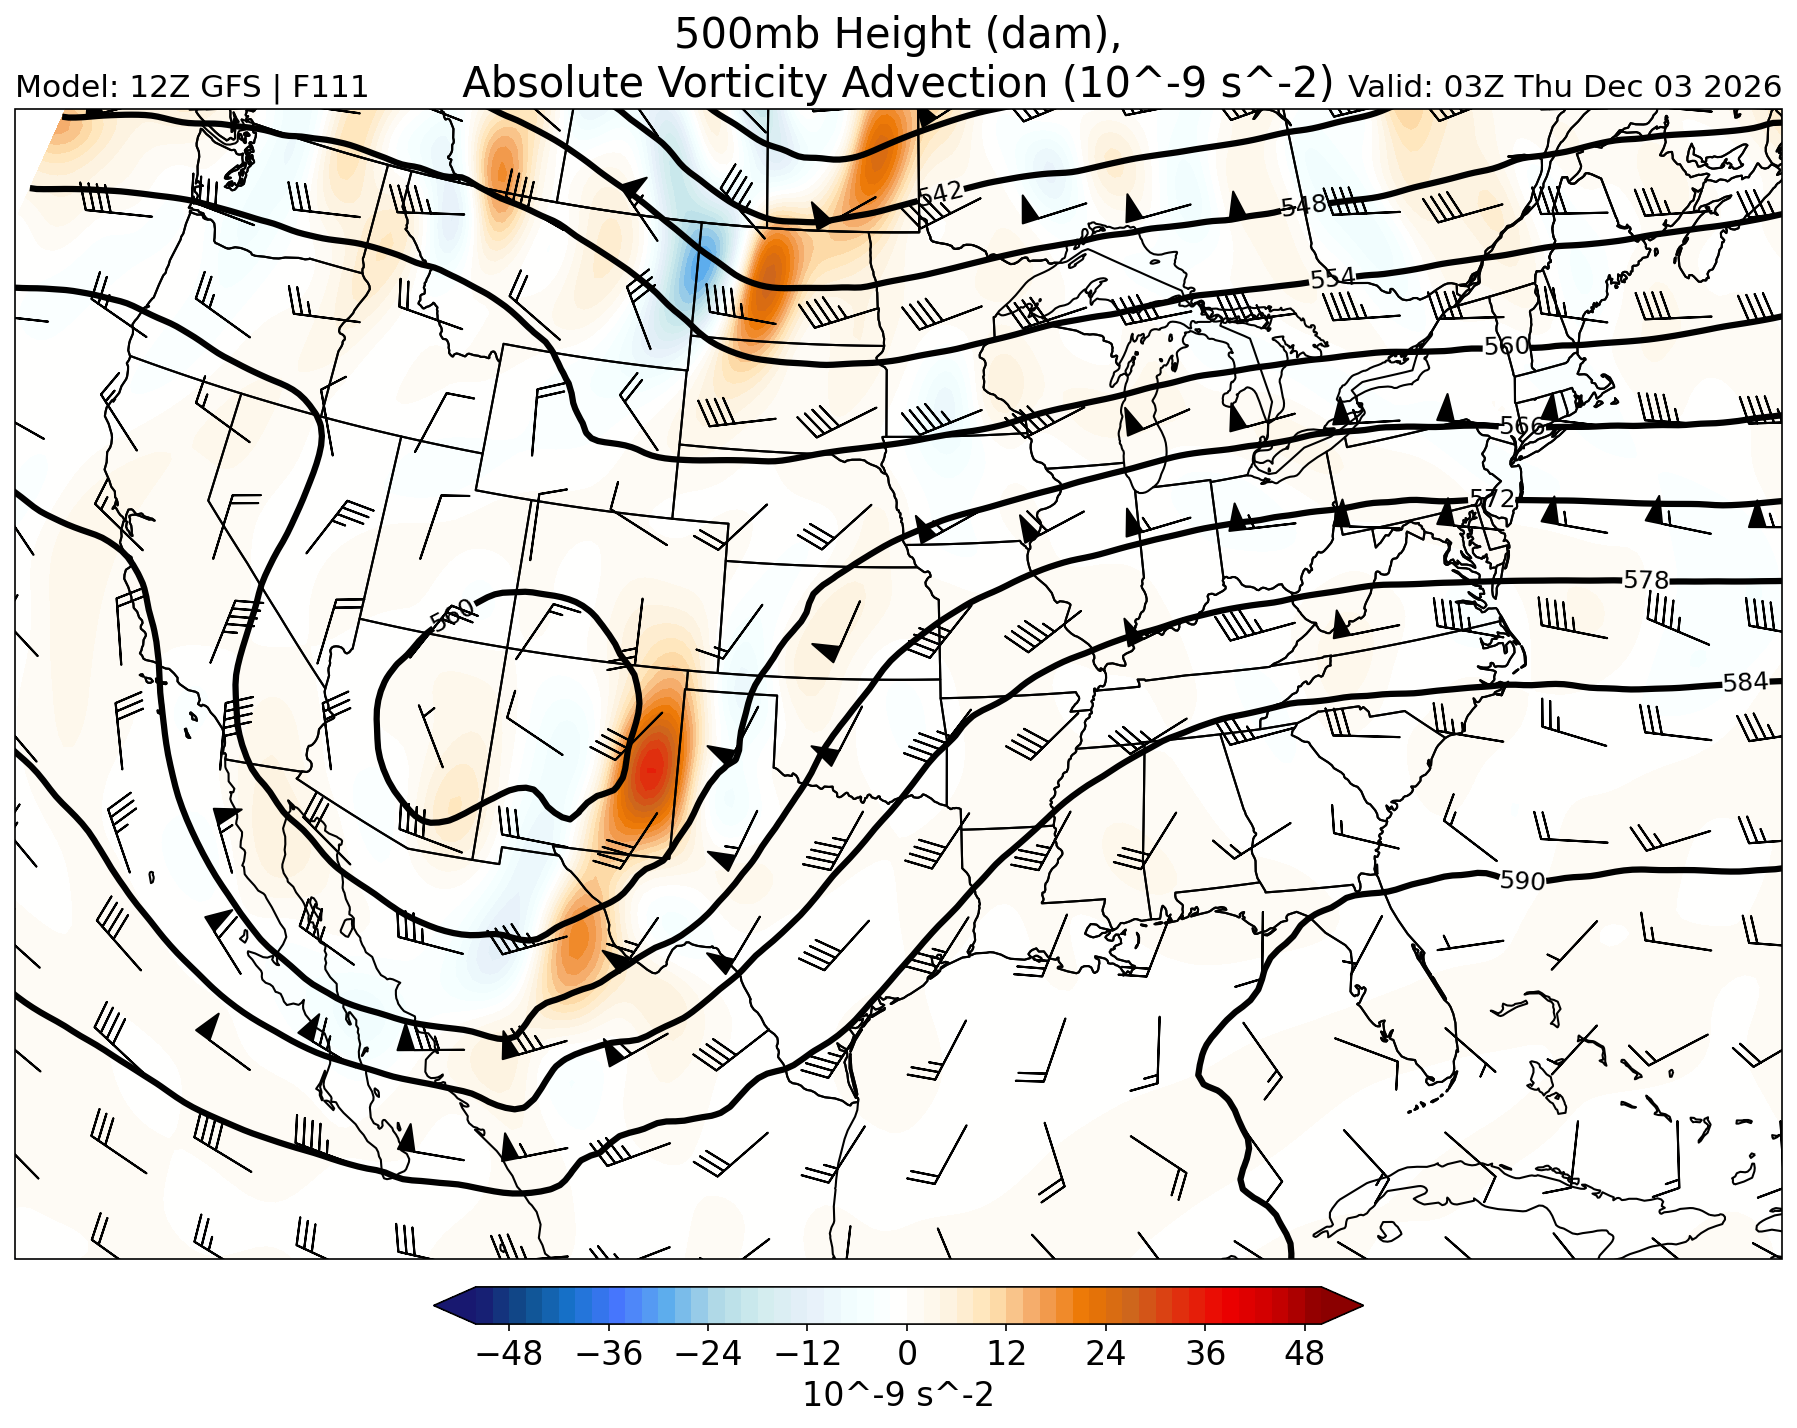 500mb Height (dam),
Model: 12Z GFS | F111
Absolute Vorticity Advection (10^-9 s^-2)
Valid: 03Z Thu Dec 03 2026
542
548
554
560
566
572
578
560
584
590
−48 −36 −24 −12 0 12 24 36 48
10^-9 s^-2